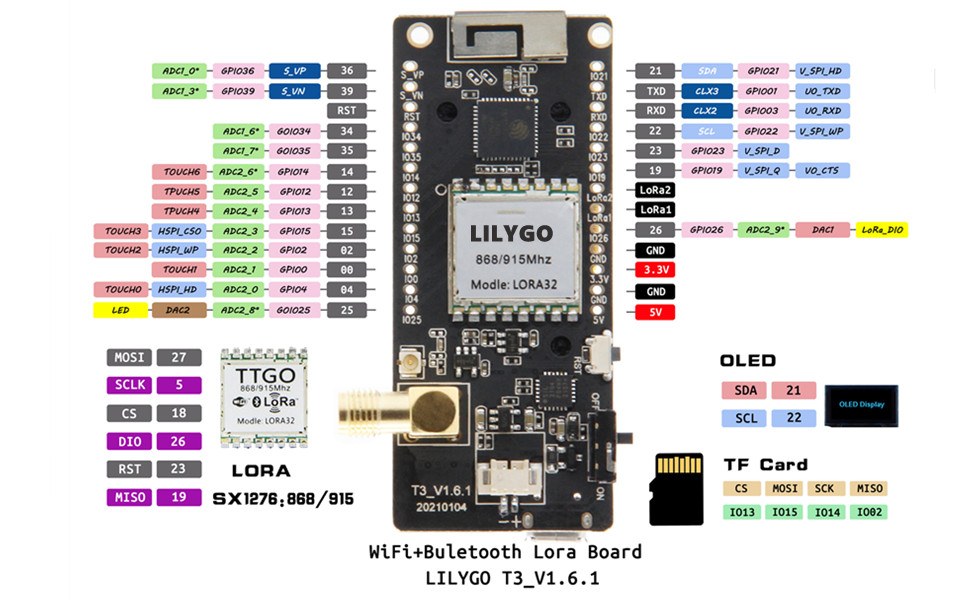 ADC1_0* GPIO36 S_VP 36
ADC1_3* GPIO39 S_VN 39
RST
ADC1_6* GOIO34 34
ADC1_7* GOIO35 35
TOUCH6 ADC2_6* GPIO14 14
TPUCH5 ADC2_5 GPIO12 12
TPUCH4 ADC2_4 GPIO13 13
TOUCH3 HSPI_CSO ADC2_3 GPIO15 15
TOUCH2 HSPI_WP ADC2_2 GPIO2 02
TOUCH1 ADC2_1 GPIO0 00
TOUCH0 HSPI_HD ADC2_0 GPIO4 04
LED DAC2 ADC2_8* GOIO25 25
S_VP
S_VN
RST
IO34
IO35
IO14
IO12
IO13
IO15
IO2
IO0
IO4
IO25
LILYGO
868/915Mhz
Modle: LORA32
IO21
TXD
RXD
IO22
IO23
IO19
LoRa2
LoRa1
IO26
GND
3.3V
GND
5V
21 SDA GPIO21 V_SPI_HD
TXD CLX3 GPIO01 UO_TXD
RXD CLX2 GPIO03 UO_RXD
22 SCL GPIO22 V_SPI_WP
23 GPIO23 V_SPI_D
19 GPIO19 V_SPI_Q VO_CTS
LoRa2
LoRa1
26 GPIO26 ADC2_9* DAC1 LoRa_DIO
GND
3.3V
GND
5V
MOSI 27
SCLK 5
CS 18
DIO 26
RST 23
MISO 19
TTGO
868/915Mhz
LoRa
Modle: LORA32
LORA
SX1276:868/915
RST
OFF
ON
T3_V1.6.1
20210104
- +
OLED
SDA 21
SCL 22
OLED Display
TF Card
CS MOSI SCK MISO
IO13 IO15 IO14 IO02
WiFi+Buletooth Lora Board
LILYGO T3_V1.6.1